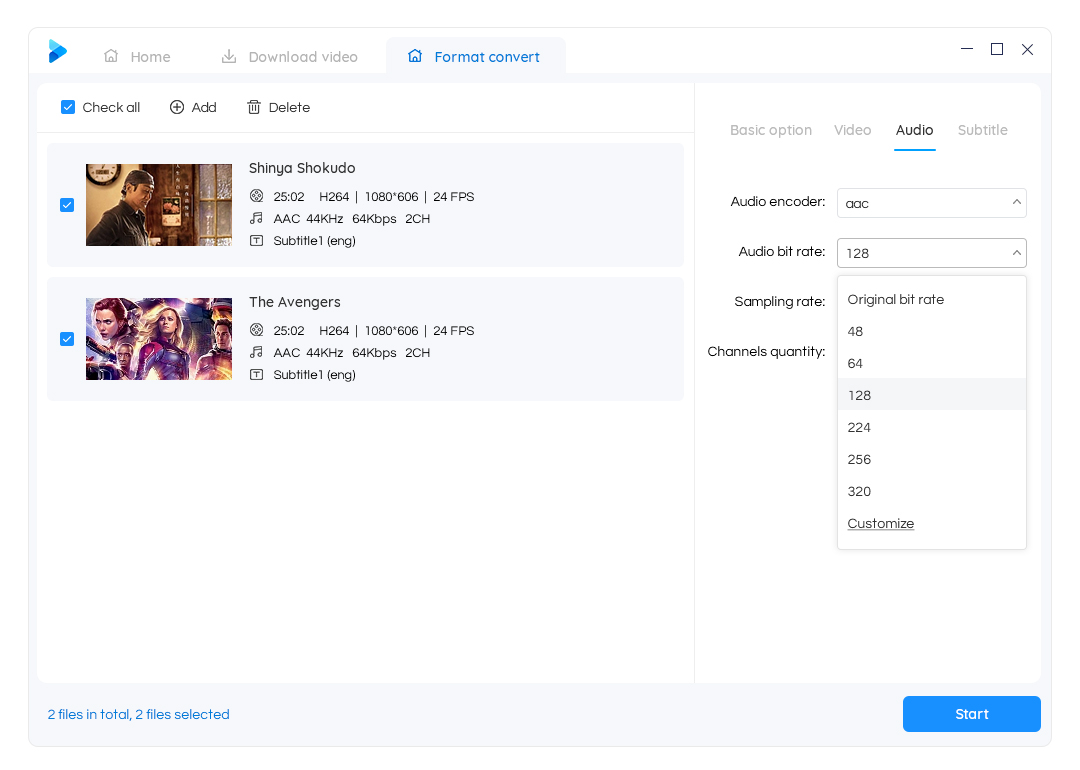 Home
Download video
Format convert
Check all
Add
Delete
Shinya Shokudo
25:02 H264 | 1080*606 | 24 FPS
AAC 44KHz 64Kbps 2CH
Subtitle1 (eng)
The Avengers
25:02 H264 | 1080*606 | 24 FPS
AAC 44KHz 64Kbps 2CH
Subtitle1 (eng)
Basic option
Video
Audio
Subtitle
Audio encoder: aac
Audio bit rate: 128
Sampling rate:
Channels quantity:
Original bit rate
48
64
128
224
256
320
Customize
2 files in total, 2 files selected
Start